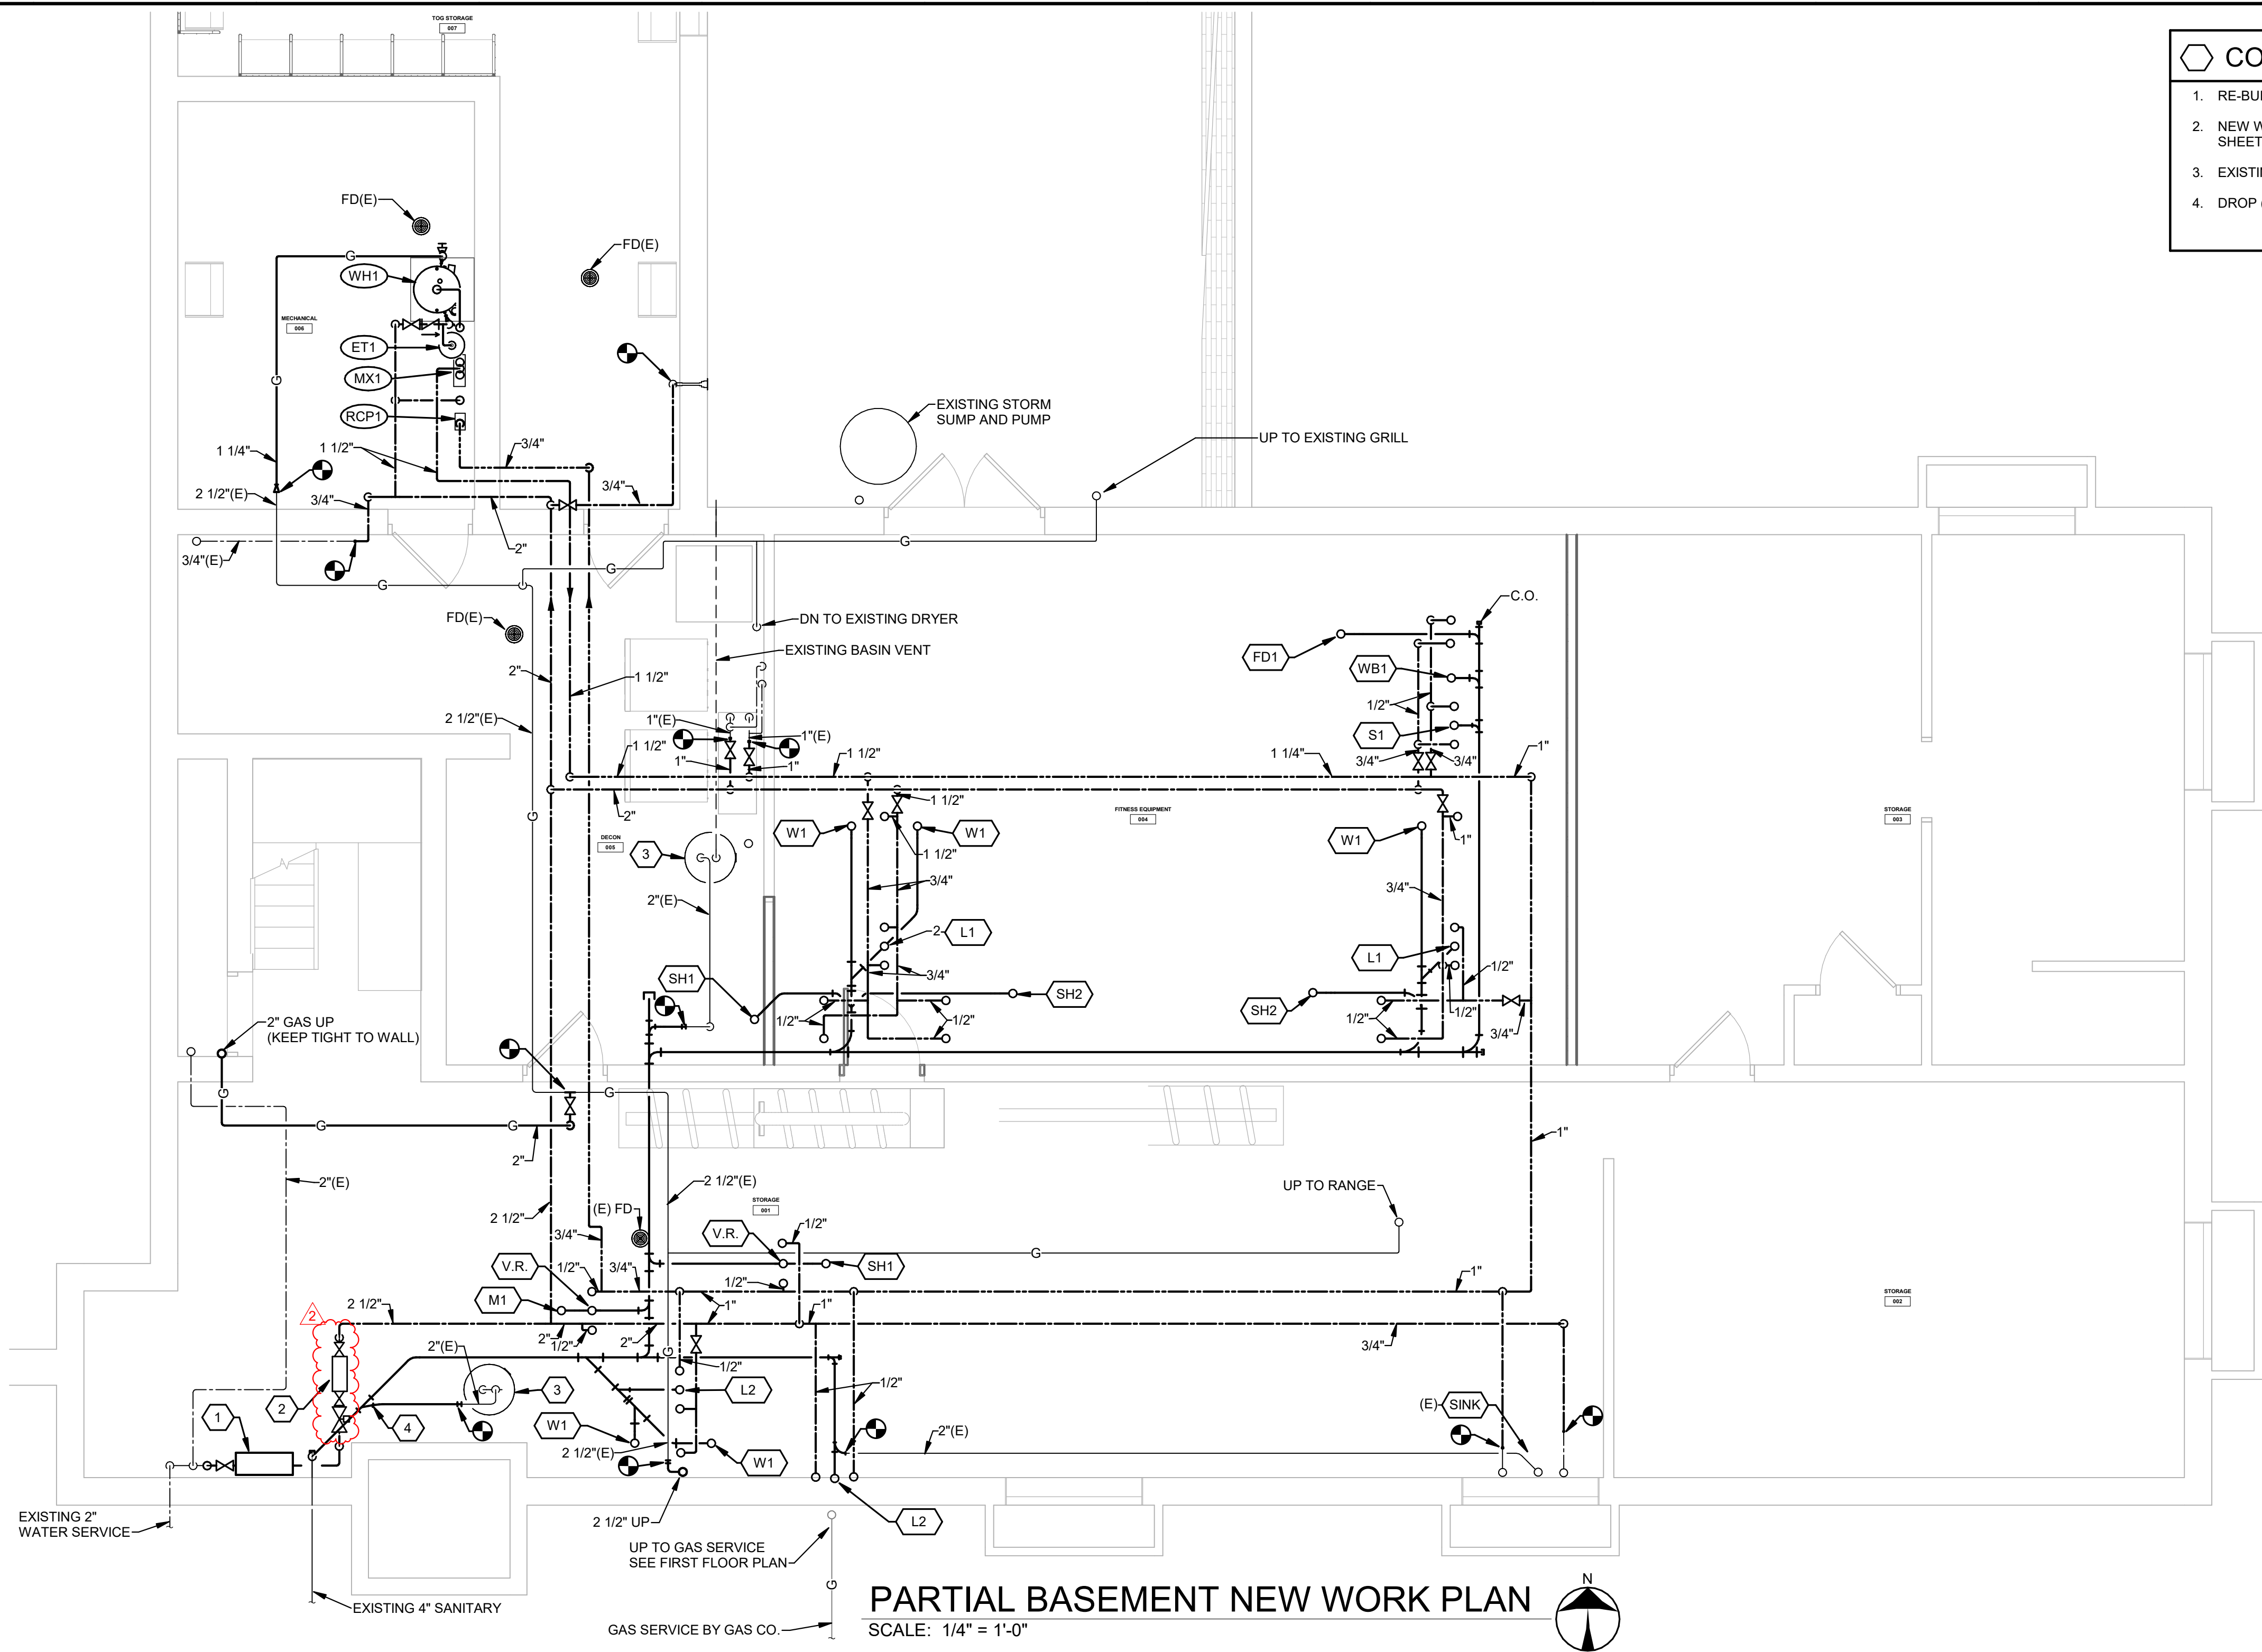 TOG STORAGE
007
CO
1. RE-BU
2. NEW W
SHEET
3. EXISTI
4. DROP
FD(E)
FD(E)
G
WH1
MECHANICAL
006
ET1
MX1
RCP1
G
EXISTING STORM
SUMP AND PUMP
UP TO EXISTING GRILL
1 1/4"
1 1/2"
3/4"
2 1/2"(E)
3/4"
3/4"
2"
3/4"(E)
G
G
G
FD(E)
DN TO EXISTING DRYER
C.O.
EXISTING BASIN VENT
FD1
WB1
2"
1 1/2"
1/2"
2 1/2"(E)
1"(E)
1"(E)
S1
1 1/2"
1 1/2"
1 1/4"
1"
1"
1"
3/4"
3/4"
G
2"
1 1/2"
FITNESS EQUIPMENT
004
STORAGE
003
DECON
005
3
W1
W1
W1
1"
1 1/2"
3/4"
3/4"
2"(E)
2
L1
L1
SH1
3/4"
1/2"
SH2
SH2
1/2"
1/2"
1/2"
1/2"
3/4"
2" GAS UP
(KEEP TIGHT TO WALL)
G
G
G
G
2"
1"
2"(E)
2 1/2"(E)
UP TO RANGE
STORAGE
001
2 1/2"
(E) FD
3/4"
V.R.
1/2"
G
V.R.
1/2"
3/4"
SH1
1/2"
1"
M1
1"
1"
STORAGE
002
2
2 1/2"
2"
1/2"
2"
G
3/4"
2"(E)
1/2"
1/2"
3
L2
2
1
4
W1
(E)
SINK
2"(E)
2 1/2"(E)
W1
EXISTING 2"
WATER SERVICE
2 1/2" UP
L2
UP TO GAS SERVICE
SEE FIRST FLOOR PLAN
G
EXISTING 4" SANITARY
GAS SERVICE BY GAS CO.
PARTIAL BASEMENT NEW WORK PLAN
SCALE: 1/4" = 1'-0"
N